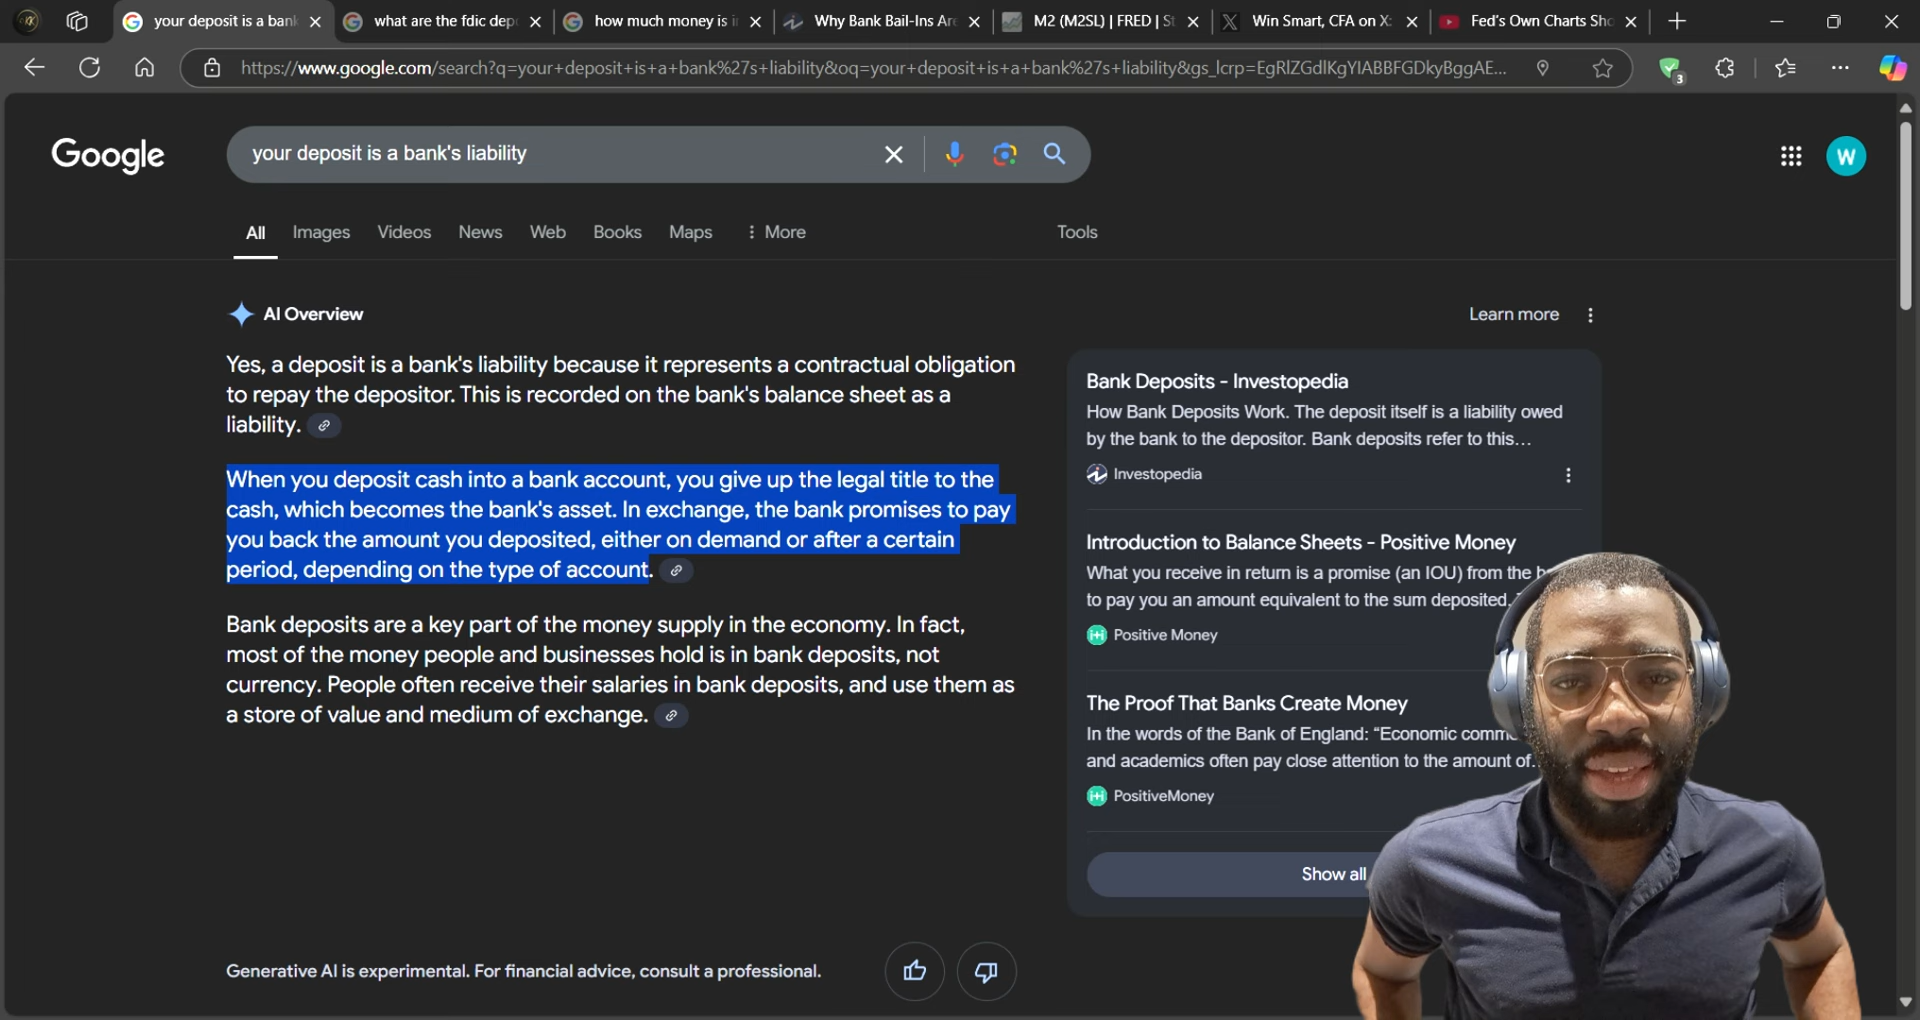 your deposit is a bank
what are the fdic dep
how much money is i
Why Bank Bail-Ins Are
M2 (M2SL) | FRED | St
Win Smart, CFA on X:
Fed's Own Charts Sho
https://www.google.com/search?q=your+deposit+is+a+bank%27s+liability&oq=your+deposit+is+a+bank%27s+liability&gs_lcrp=EgRlZGdlKgYIABBFGDkyBggAE...
3
Google
your deposit is a bank's liability
W
All Images Videos News Web Books Maps More Tools
AI Overview
Learn more
Yes, a deposit is a bank's liability because it represents a contractual obligation
to repay the depositor. This is recorded on the bank's balance sheet as a
liability.
When you deposit cash into a bank account, you give up the legal title to the
cash, which becomes the bank's asset. In exchange, the bank promises to pay
you back the amount you deposited, either on demand or after a certain
period, depending on the type of account.
Bank deposits are a key part of the money supply in the economy. In fact,
most of the money people and businesses hold is in bank deposits, not
currency. People often receive their salaries in bank deposits, and use them as
a store of value and medium of exchange.
Bank Deposits - Investopedia
How Bank Deposits Work. The deposit itself is a liability owed
by the bank to the depositor. Bank deposits refer to this...
Investopedia
Introduction to Balance Sheets - Positive Money
What you receive in return is a promise (an IOU) from the b
to pay you an amount equivalent to the sum deposited.
Positive Money
The Proof That Banks Create Money
In the words of the Bank of England: “Economic comm
and academics often pay close attention to the amount of...
PositiveMoney
Show all
Generative AI is experimental. For financial advice, consult a professional.